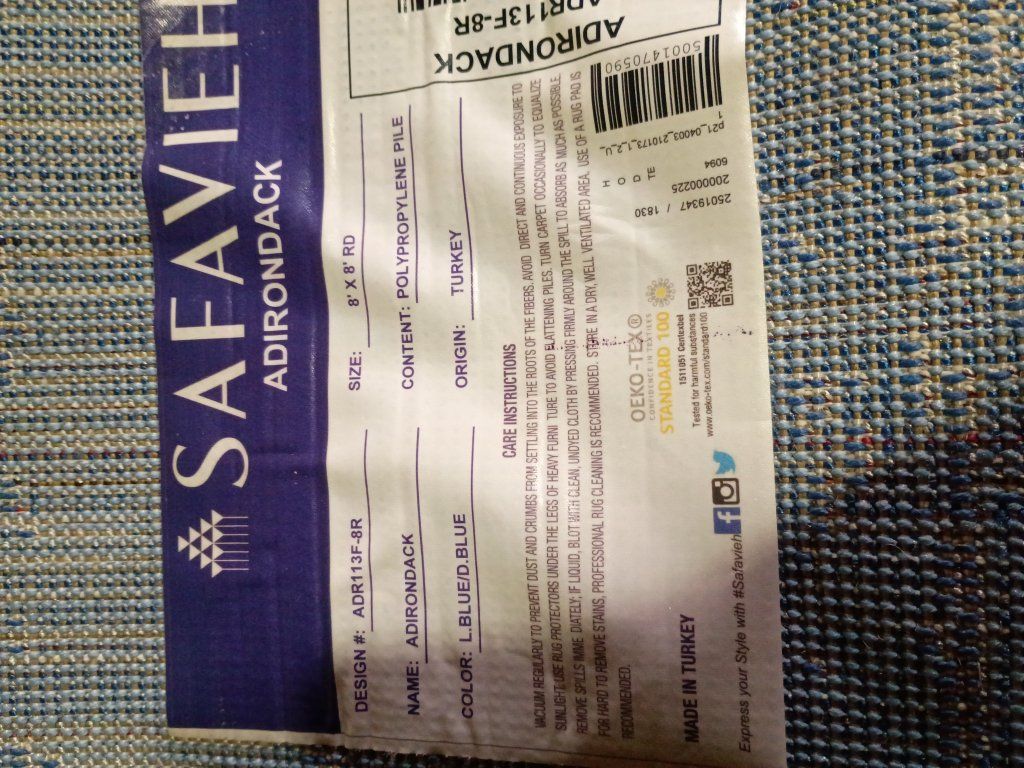 SAFAVIEH
ADIRONDACK
DESIGN #: ADR113F-8R
SIZE: 8' X 8' RD
NAME: ADIRONDACK
CONTENT: POLYPROPYLENE PILE
COLOR: L.BLUE/D.BLUE
ORIGIN: TURKEY
ADIRONDACK
ADR113F-8R
CARE INSTRUCTIONS
VACUUM REGULARLY TO PREVENT DUST AND CRUMBS FROM SETTLING INTO THE ROOTS OF THE FIBERS. AVOID DIRECT AND CONTINUOUS EXPOSURE TO
SUNLIGHT. USE RUG PROTECTORS UNDER THE LEGS OF HEAVY FURNI TURE TO AVOID FLATTENING PILES. TURN CARPET OCCASIONALLY TO EQUALIZE
REMOVE SPILLS IMME DIATELY; IF LIQUID, BLOT WITH CLEAN, UNDYED CLOTH BY PRESSING FIRMLY AROUND THE SPILL TO ABSORB AS MUCH AS POSSIBLE.
FOR HARD TO REMOVE STAINS, PROFESSIONAL RUG CLEANING IS RECOMMENDED. STORE IN A DRY, WELL VENTILATED AREA. USE OF A RUG PAD IS
RECOMMENDED.
MADE IN TURKEY
Express your Style with #Safavieh
OEKO-TEX®
CONFIDENCE IN TEXTILES
STANDARD 100
1511051 Centexbel
Tested for harmful substances
www.oeko-tex.com/standard100
5001470590
1
p21_04003_210173_1_2_U_
H O D TE
6094
200000225
25019347 / 1830